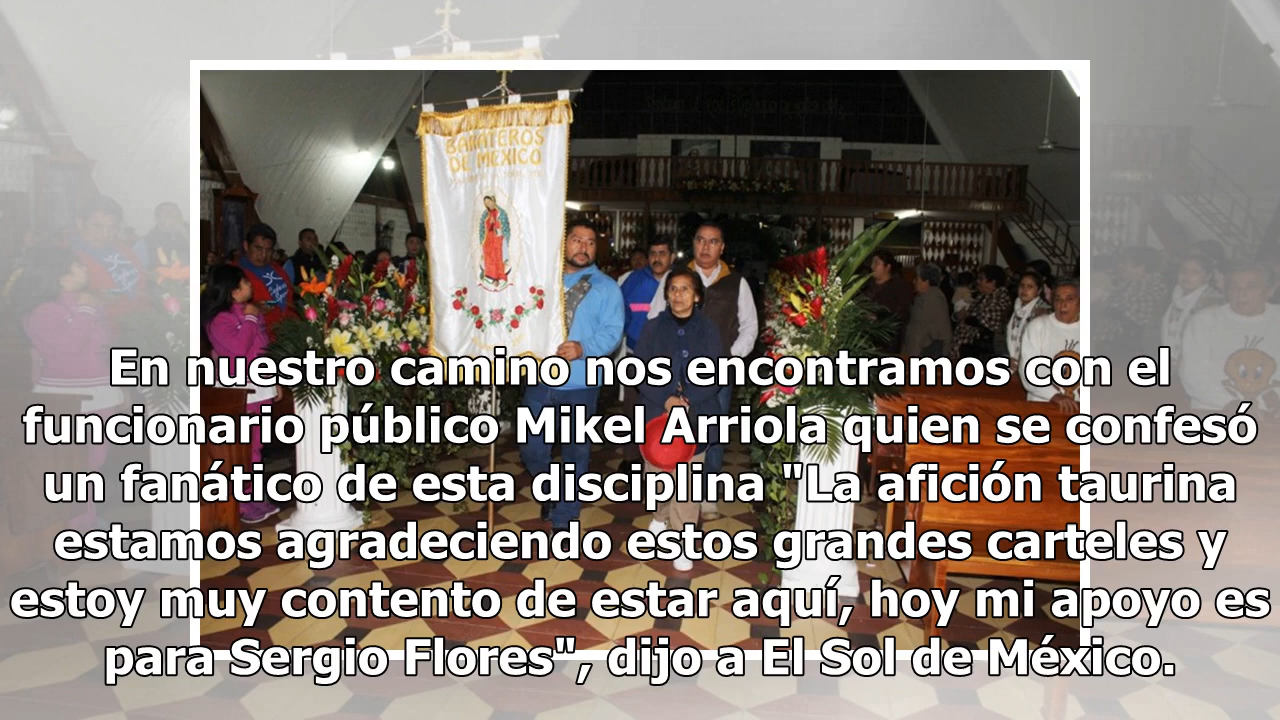 BANATEROS
DE MEXICO
En nuestro camino nos encontramos con el
funcionario público Mikel Arriola quien se confesó
un fanático de esta disciplina "La afición taurina
estamos agradeciendo estos grandes carteles y
estoy muy contento de estar aquí, hoy mi apoyo es
para Sergio Flores", dijo a El Sol de México.